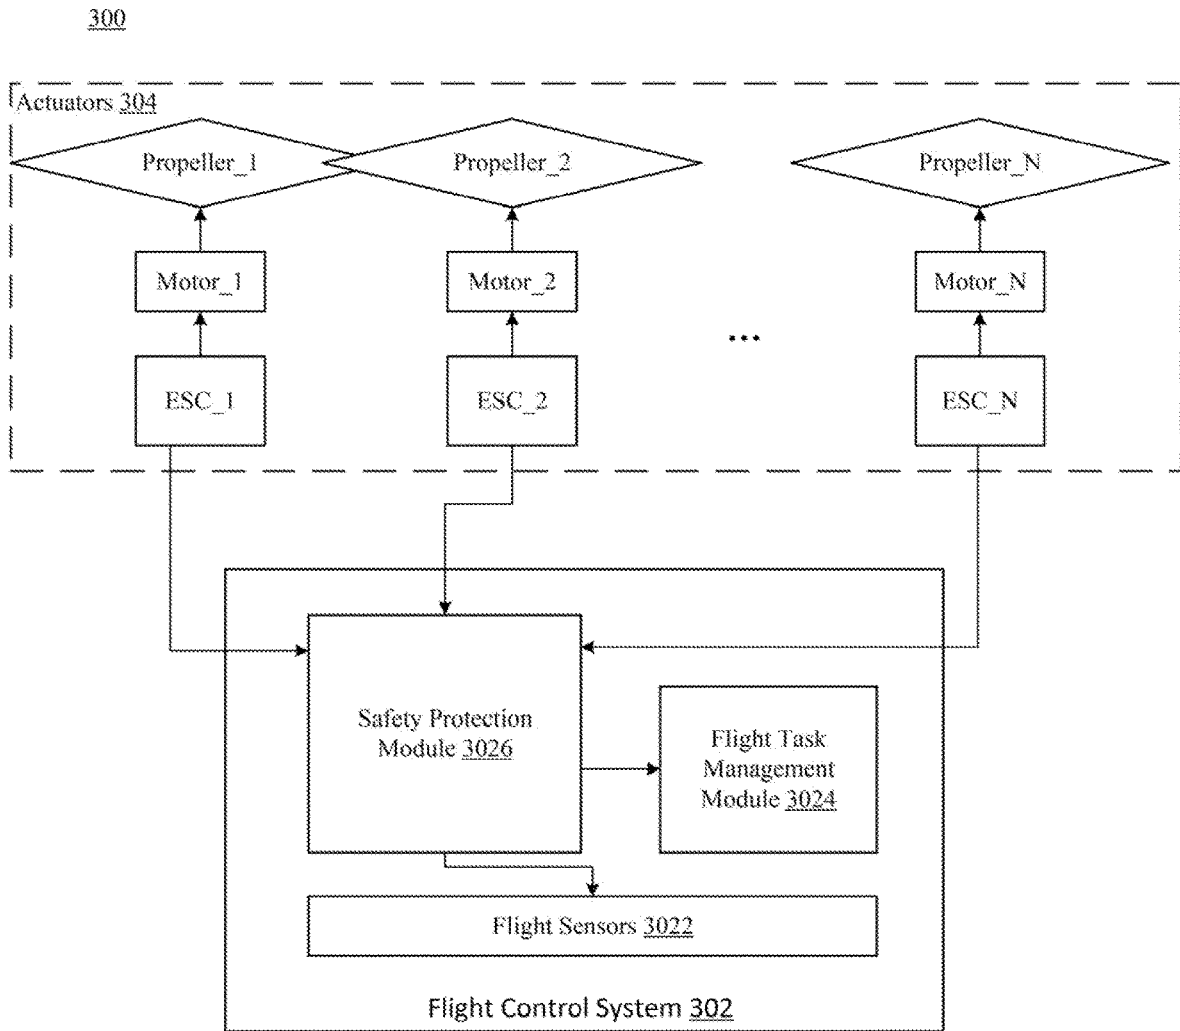 300
Actuators 304
Propeller_1
Propeller_2
Propeller_N
Motor_1
Motor_2
Motor_N
...
ESC_1
ESC_2
ESC_N
Safety Protection
Module 3026
Flight Task
Management
Module 3024
Flight Sensors 3022
Flight Control System 302